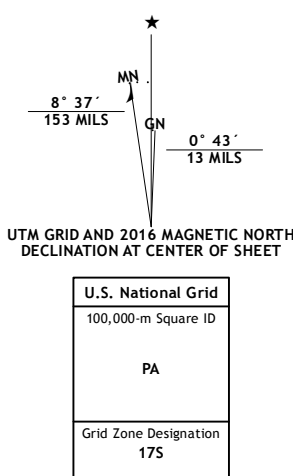 ★
MN
8° 37´
153 MILS
GN
0° 43´
13 MILS
UTM GRID AND 2016 MAGNETIC NORTH
DECLINATION AT CENTER OF SHEET
U.S. National Grid
100,000-m Square ID
PA
Grid Zone Designation
17S